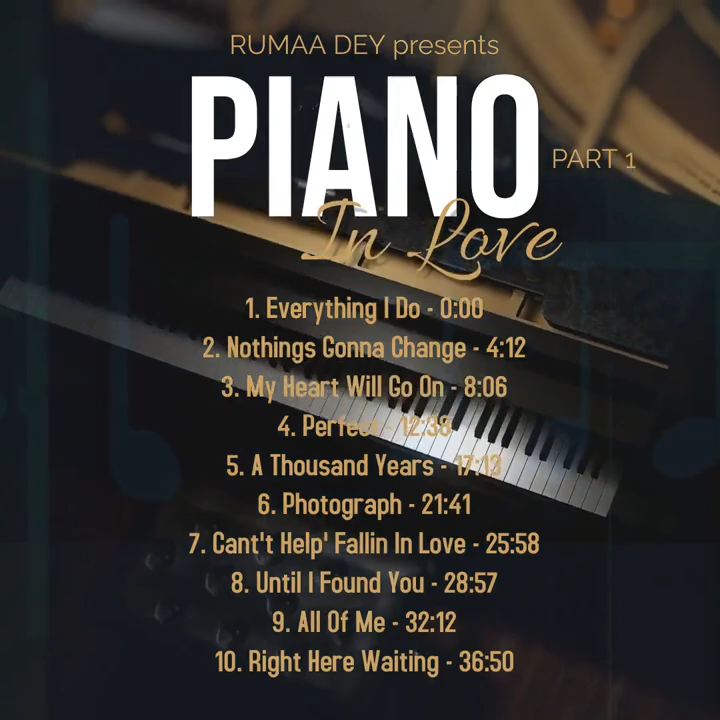 RUMAA DEY presents
PIANO
PART 1
In Love
1. Everything I Do - 0:00
2. Nothings Gonna Change - 4:12
3. My Heart Will Go On - 8:06
4. Perfect - 12:38
5. A Thousand Years - 17:13
6. Photograph - 21:41
7. Cant't Help' Fallin In Love - 25:58
8. Until I Found You - 28:57
9. All Of Me - 32:12
10. Right Here Waiting - 36:50